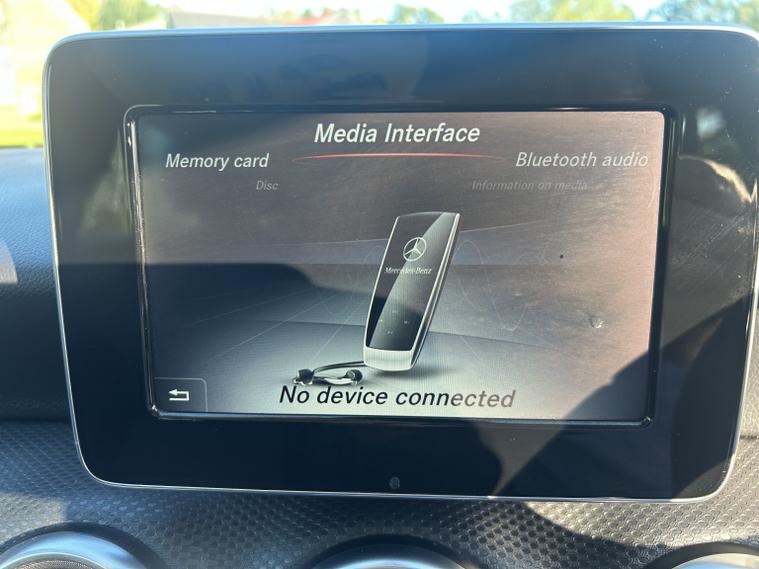 Media Interface
Memory card
Bluetooth audio
Disc
Information on media
Mercedes-Benz
No device connected